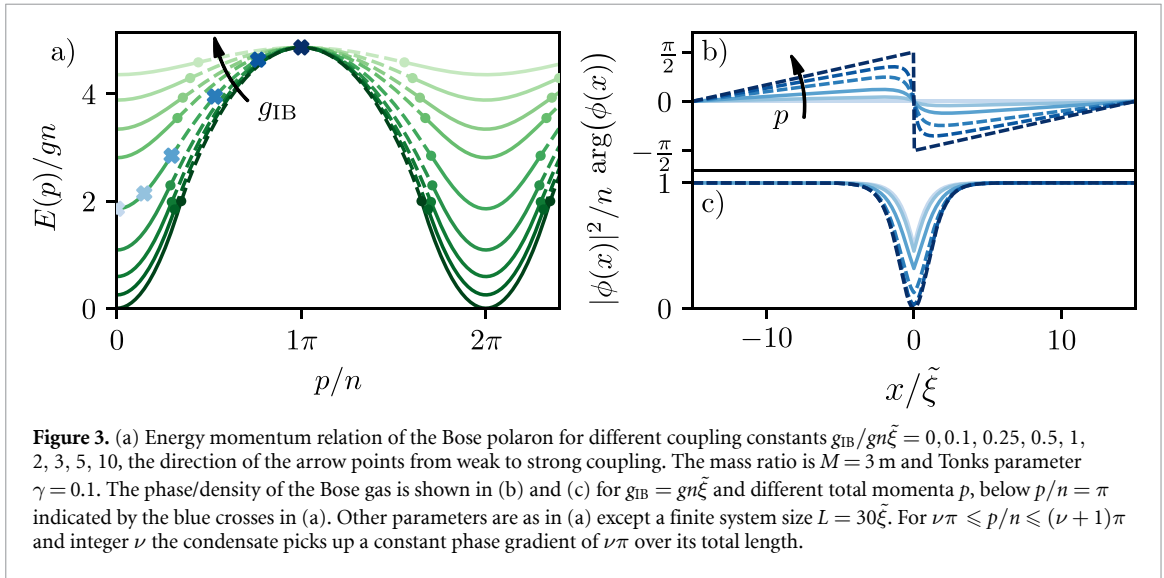 a)
g_IB
E(p)/gn
4
2
0
0
1π
2π
p/n
b)
π/2
0
−π/2
p
arg(ϕ(x))
c)
|ϕ(x)|²/n
1
0
−10
0
10
x/ξ̃
Figure 3. (a) Energy momentum relation of the Bose polaron for different coupling constants g_IB/gnξ̃ = 0, 0.1, 0.25, 0.5, 1,
2, 3, 5, 10, the direction of the arrow points from weak to strong coupling. The mass ratio is M = 3 m and Tonks parameter
γ = 0.1. The phase/density of the Bose gas is shown in (b) and (c) for g_IB = gnξ̃ and different total momenta p, below p/n = π
indicated by the blue crosses in (a). Other parameters are as in (a) except a finite system size L = 30ξ̃. For νπ ⩽ p/n ⩽ (ν + 1)π
and integer ν the condensate picks up a constant phase gradient of νπ over its total length.